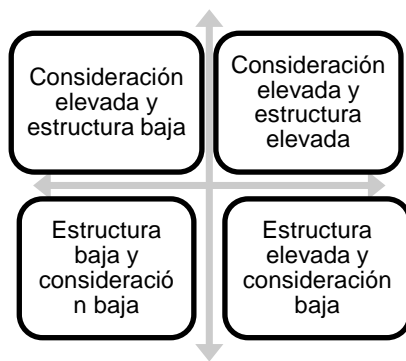 Consideración
elevada y
estructura baja
Consideración
elevada y
estructura
elevada
Estructura
baja y
consideració
n baja
Estructura
elevada y
consideración
baja